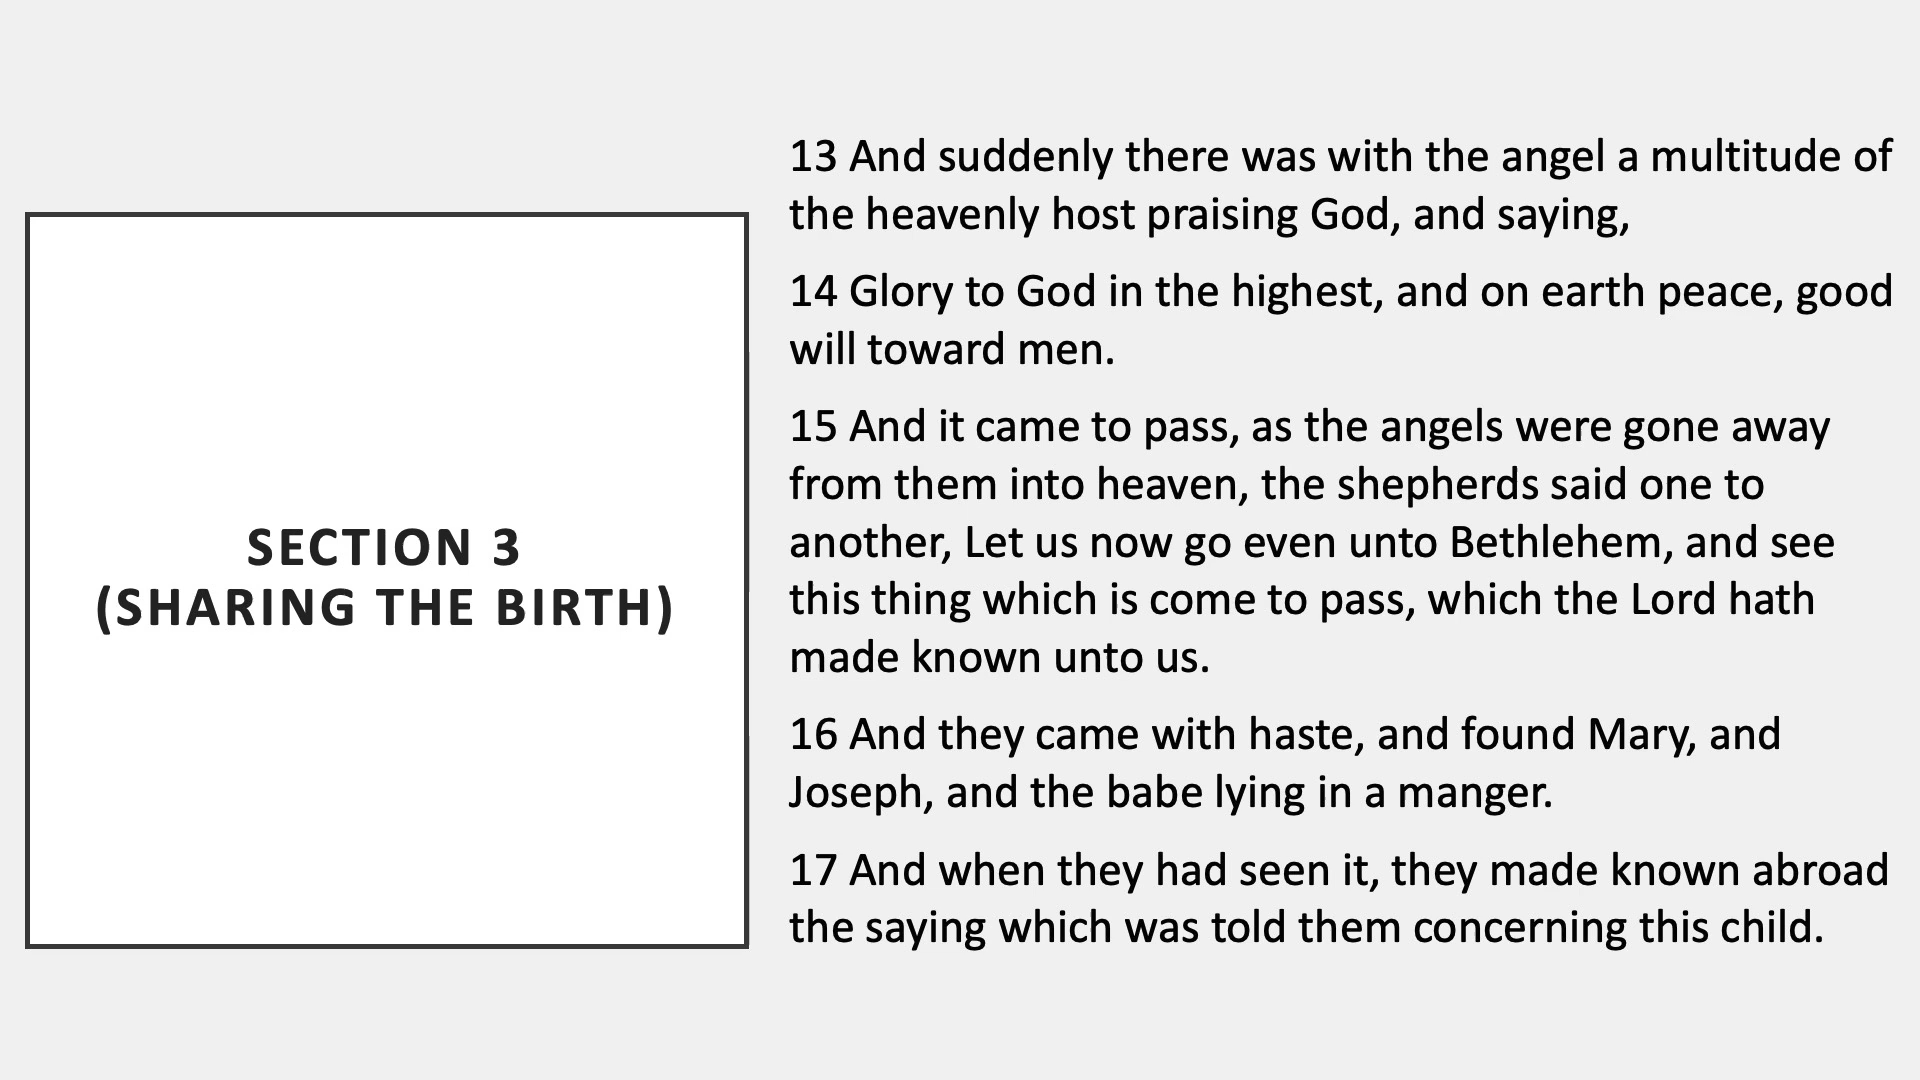 SECTION 3
(SHARING THE BIRTH)
13 And suddenly there was with the angel a multitude of
the heavenly host praising God, and saying,
14 Glory to God in the highest, and on earth peace, good
will toward men.
15 And it came to pass, as the angels were gone away
from them into heaven, the shepherds said one to
another, Let us now go even unto Bethlehem, and see
this thing which is come to pass, which the Lord hath
made known unto us.
16 And they came with haste, and found Mary, and
Joseph, and the babe lying in a manger.
17 And when they had seen it, they made known abroad
the saying which was told them concerning this child.